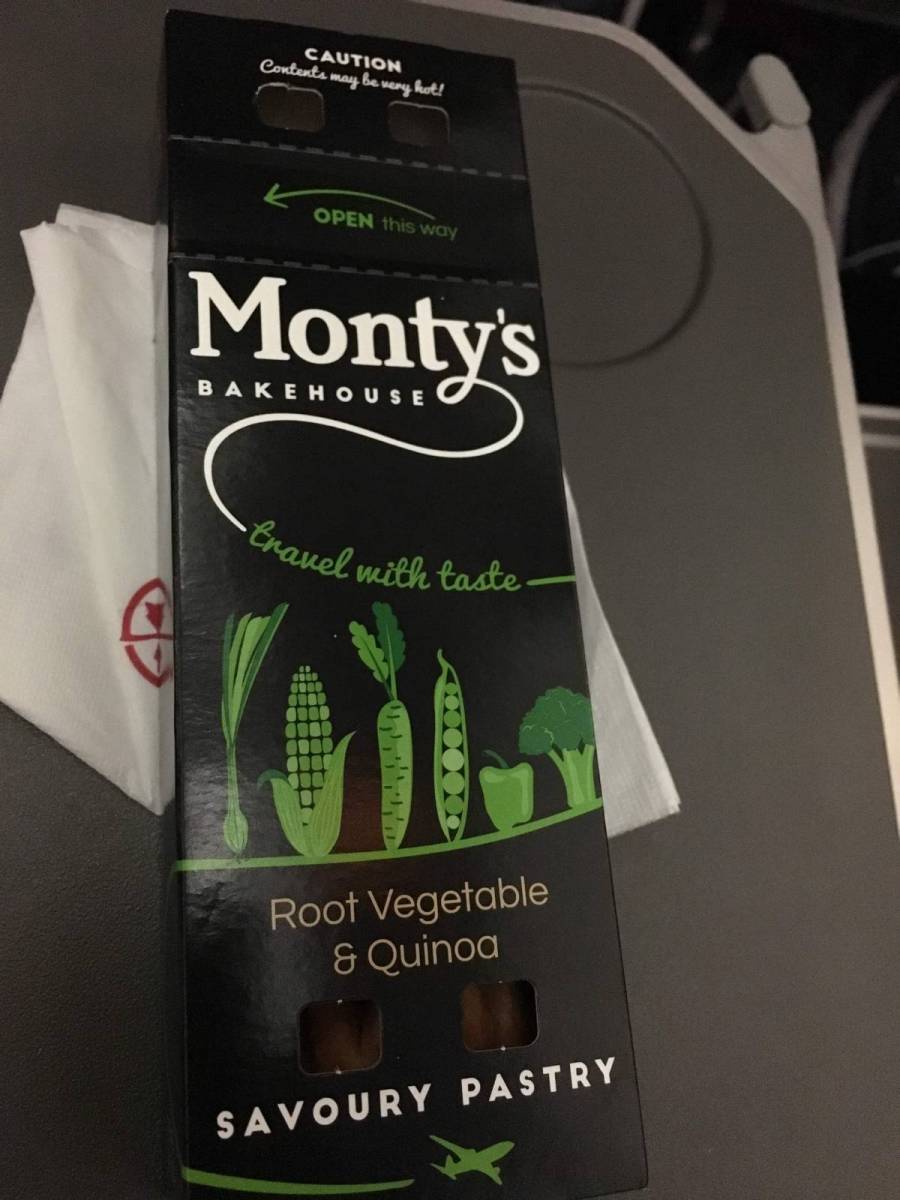 CAUTION
Contents may be very hot!
OPEN this way
Monty's
BAKEHOUSE
travel with taste
Root Vegetable
& Quinoa
SAVOURY PASTRY